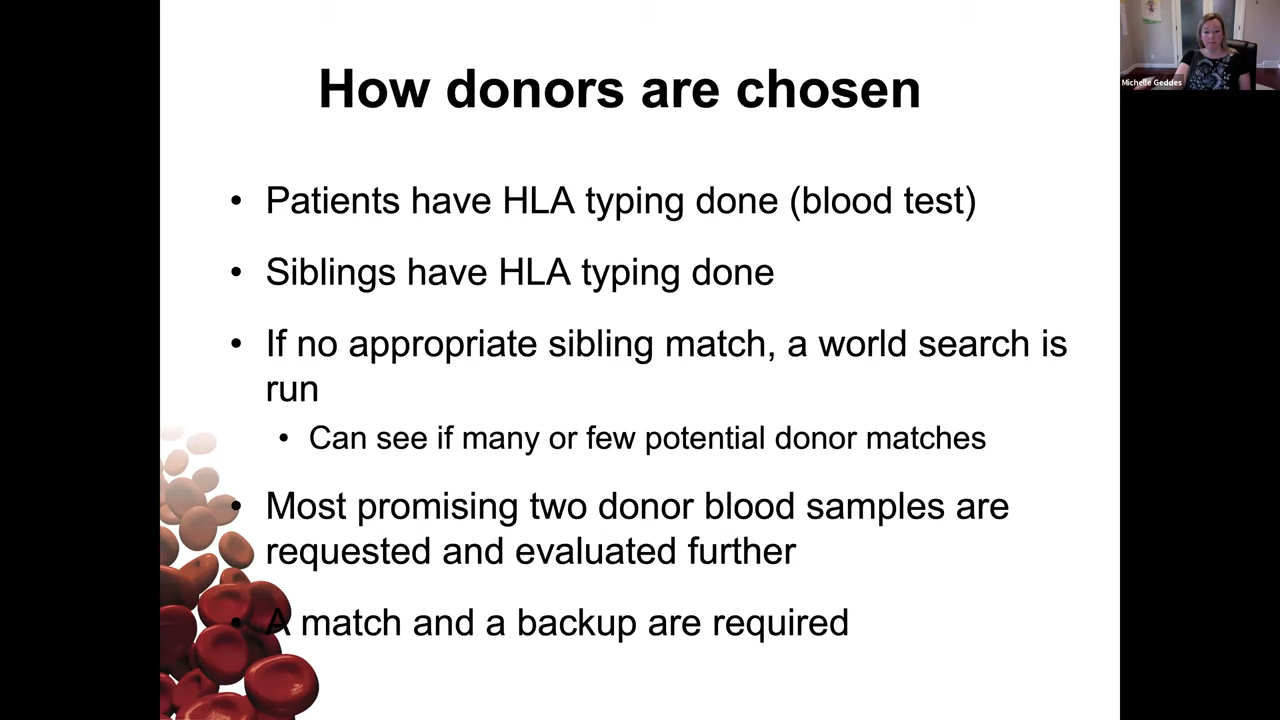 How donors are chosen
Michelle Geddes
• Patients have HLA typing done (blood test)
• Siblings have HLA typing done
• If no appropriate sibling match, a world search is
run
• Can see if many or few potential donor matches
• Most promising two donor blood samples are
requested and evaluated further
• A match and a backup are required